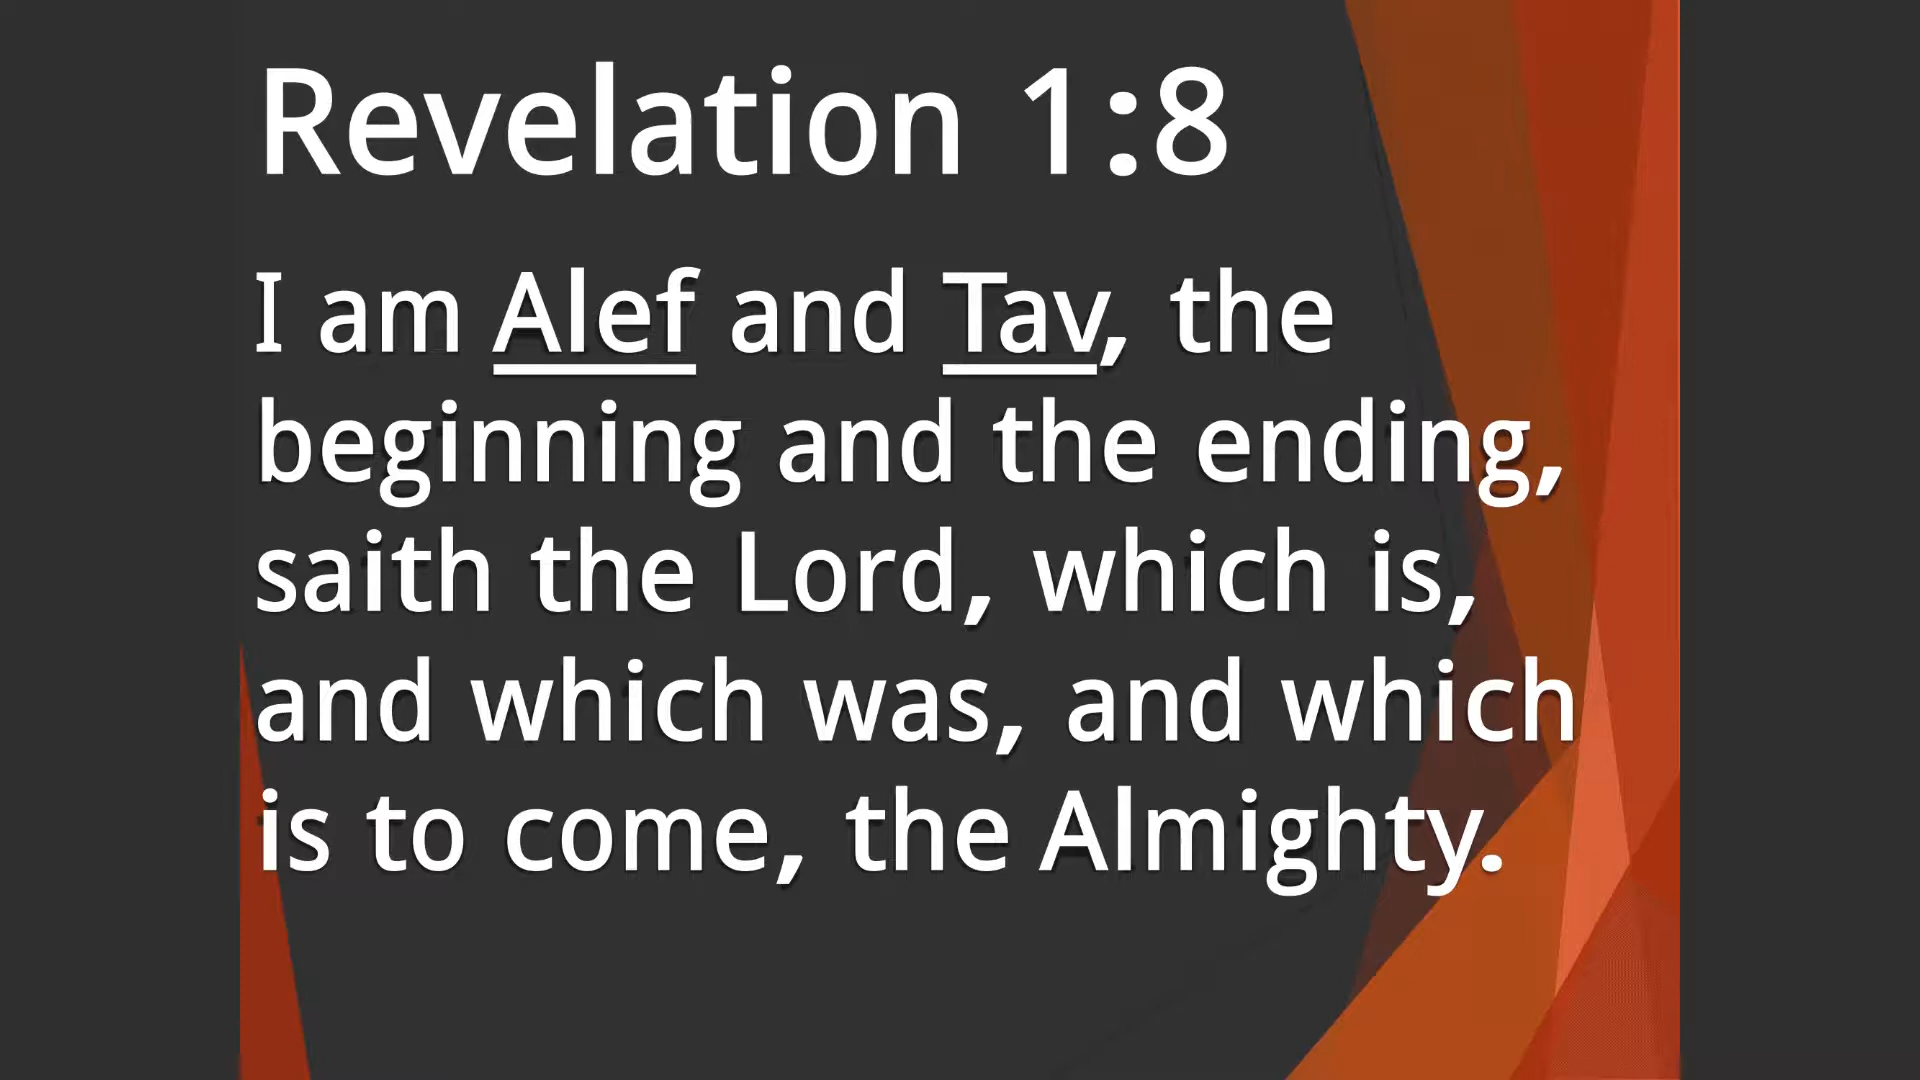 Revelation 1:8
I am Alef and Tav, the
beginning and the ending,
saith the Lord, which is,
and which was, and which
is to come, the Almighty.